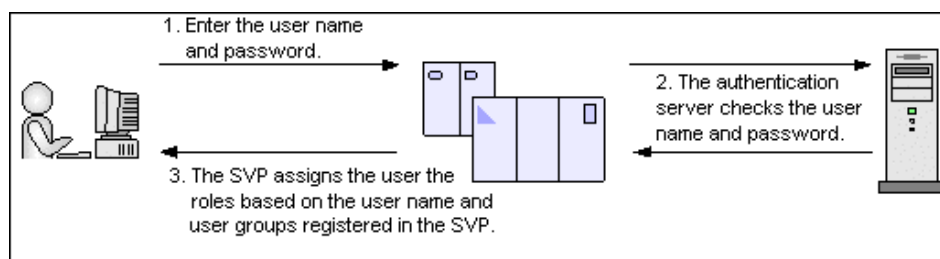 1. Enter the user name
and password.
2. The authentication
server checks the user
name and password.
3. The SVP assigns the user the
roles based on the user name and
user groups registered in the SVP.